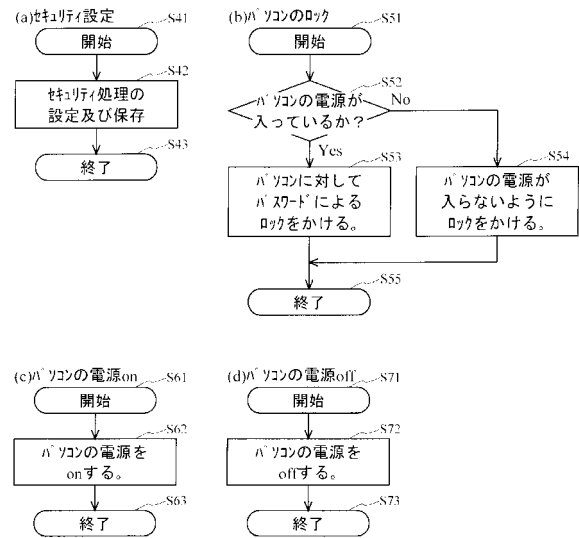 (a)ｾｷｭﾘﾃｨ設定
S41
開始
S42
ｾｷｭﾘﾃｨ処理の
設定及び保存
S43
終了
(b)ﾊﾟｿｺﾝのﾛｯｸ
S51
開始
S52
ﾊﾟｿｺﾝの電源が
入っているか？
No
Yes
S53
ﾊﾟｿｺﾝに対して
ﾊﾟｽﾜｰﾄﾞによる
ﾛｯｸをかける。
S54
ﾊﾟｿｺﾝの電源が
入らないように
ﾛｯｸをかける。
S55
終了
(c)ﾊﾟｿｺﾝの電源on
S61
開始
S62
ﾊﾟｿｺﾝの電源を
onする。
S63
終了
(d)ﾊﾟｿｺﾝの電源off
S71
開始
S72
ﾊﾟｿｺﾝの電源を
offする。
S73
終了